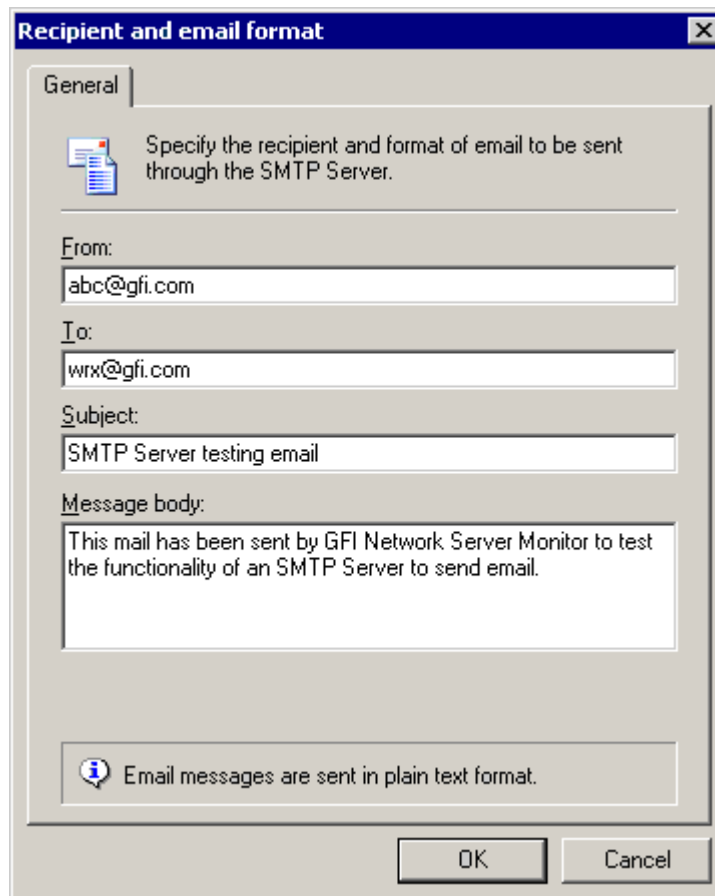 Recipient and email format
General
Specify the recipient and format of email to be sent
through the SMTP Server.
From:
abc@gfi.com
To:
wrx@gfi.com
Subject:
SMTP Server testing email
Message body:
This mail has been sent by GFI Network Server Monitor to test
the functionality of an SMTP Server to send email.
Email messages are sent in plain text format.
OK
Cancel